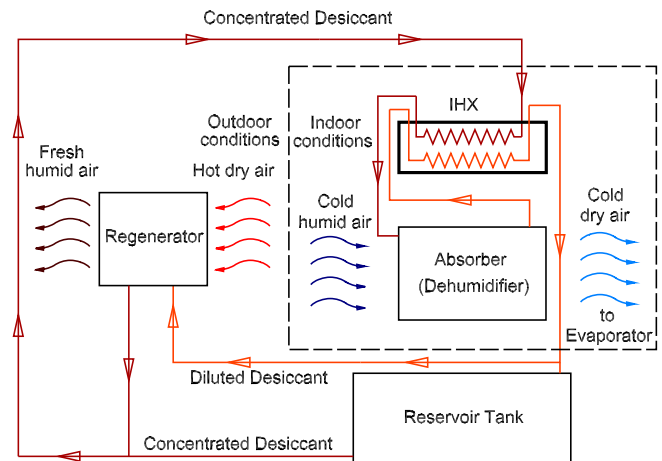 Concentrated Desiccant
IHX
Outdoor
conditions
Indoor
conditions
Fresh
humid air
Hot dry air
Cold
humid air
Cold
dry air
Regenerator
Absorber
(Dehumidifier)
to
Evaporator
Diluted Desiccant
Reservoir Tank
Concentrated Desiccant